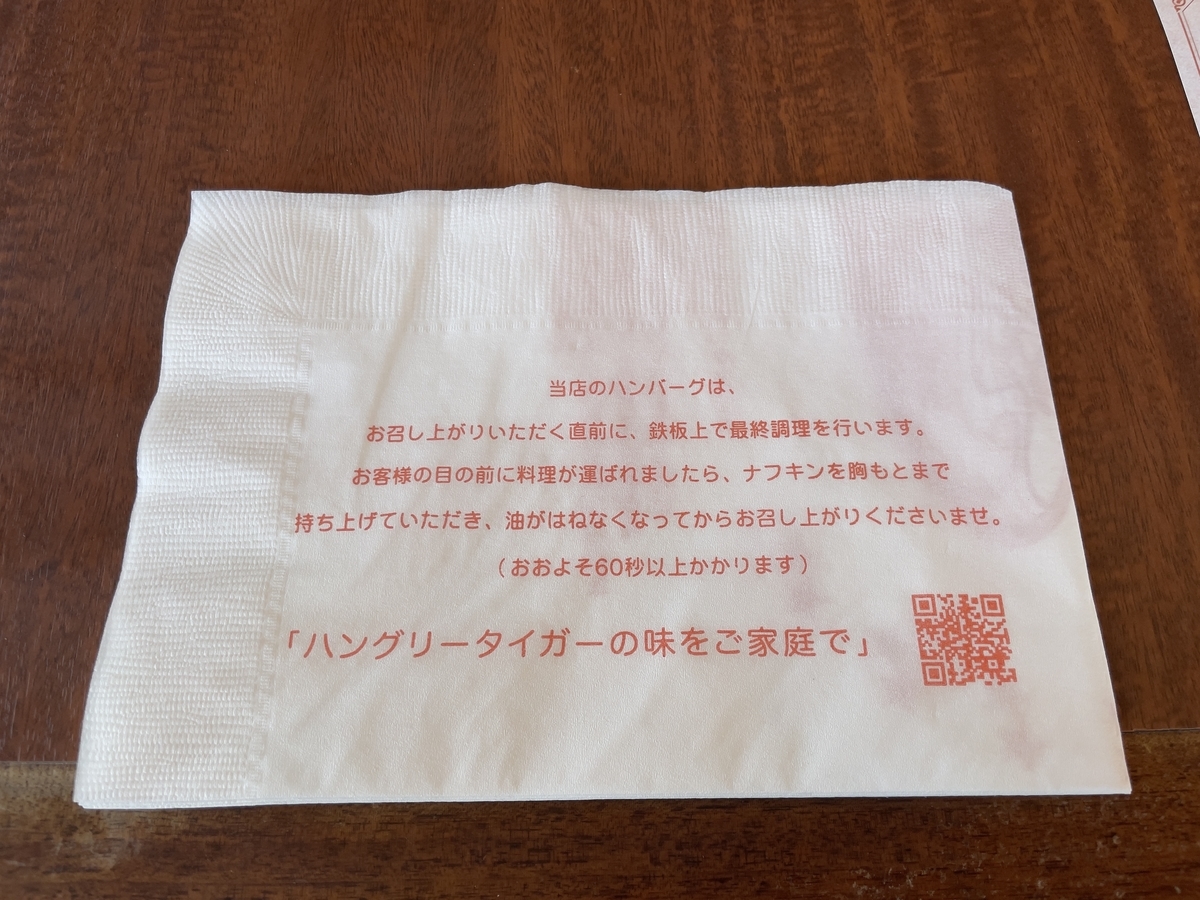 当店のハンバーグは、
お召し上がりいただく直前に、鉄板上で最終調理を行います。
お客様の目の前に料理が運ばれましたら、ナフキンを胸もとまで
持ち上げていただき、油がはねなくなってからお召し上がりくださいませ。
（おおよそ60秒以上かかります）
「ハングリータイガーの味をご家庭で」